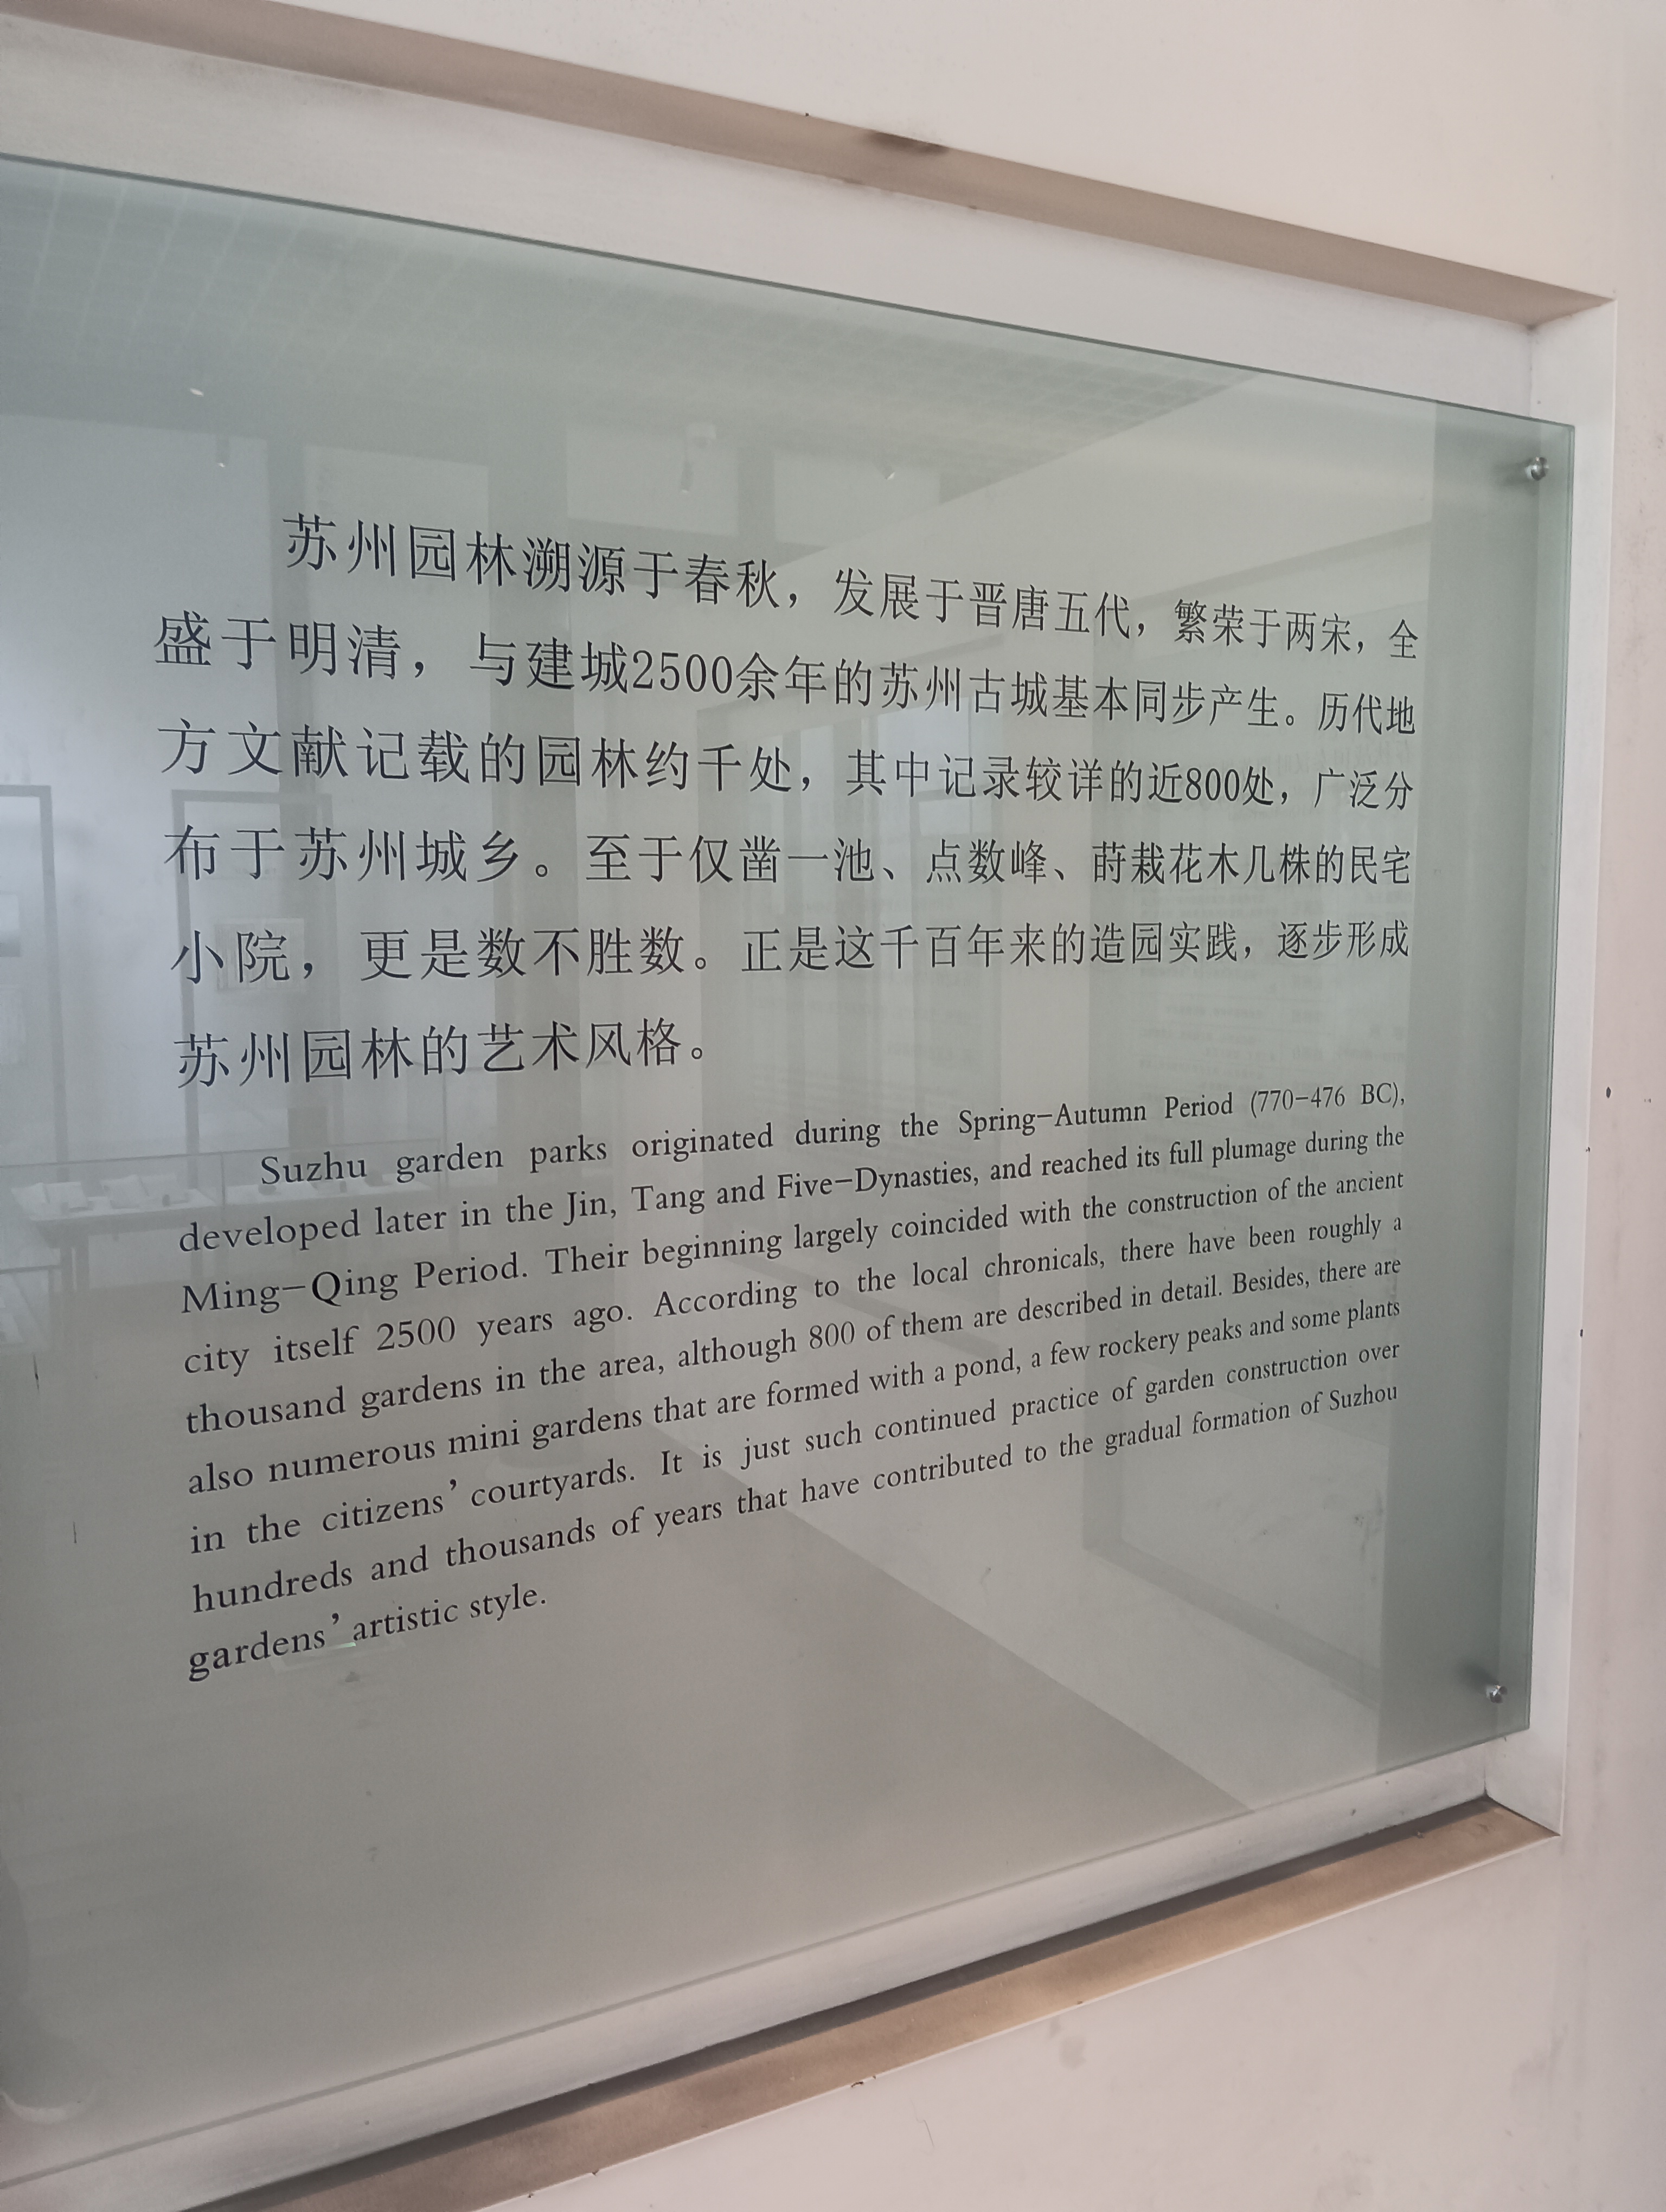 苏州园林溯源于春秋，发展于晋唐五代，繁荣于两宋，全
盛于明清，与建城2500余年的苏州古城基本同步产生。历代地
方文献记载的园林约千处，其中记录较详的近800处，广泛分
布于苏州城乡。至于仅凿一池、点数峰、莳栽花木几株的民宅
小院，更是数不胜数。正是这千百年来的造园实践，逐步形成
苏州园林的艺术风格。
Suzhu garden parks originated during the Spring-Autumn Period (770-476 BC),
developed later in the Jin, Tang and Five-Dynasties, and reached its full plumage during the
Ming-Qing Period. Their beginning largely coincided with the construction of the ancient
city itself 2500 years ago. According to the local chronicals, there have been roughly a
thousand gardens in the area, although 800 of them are described in detail. Besides, there are
also numerous mini gardens that are formed with a pond, a few rockery peaks and some plants
in the citizens' courtyards. It is just such continued practice of garden construction over
hundreds and thousands of years that have contributed to the gradual formation of Suzhou
gardens' artistic style.